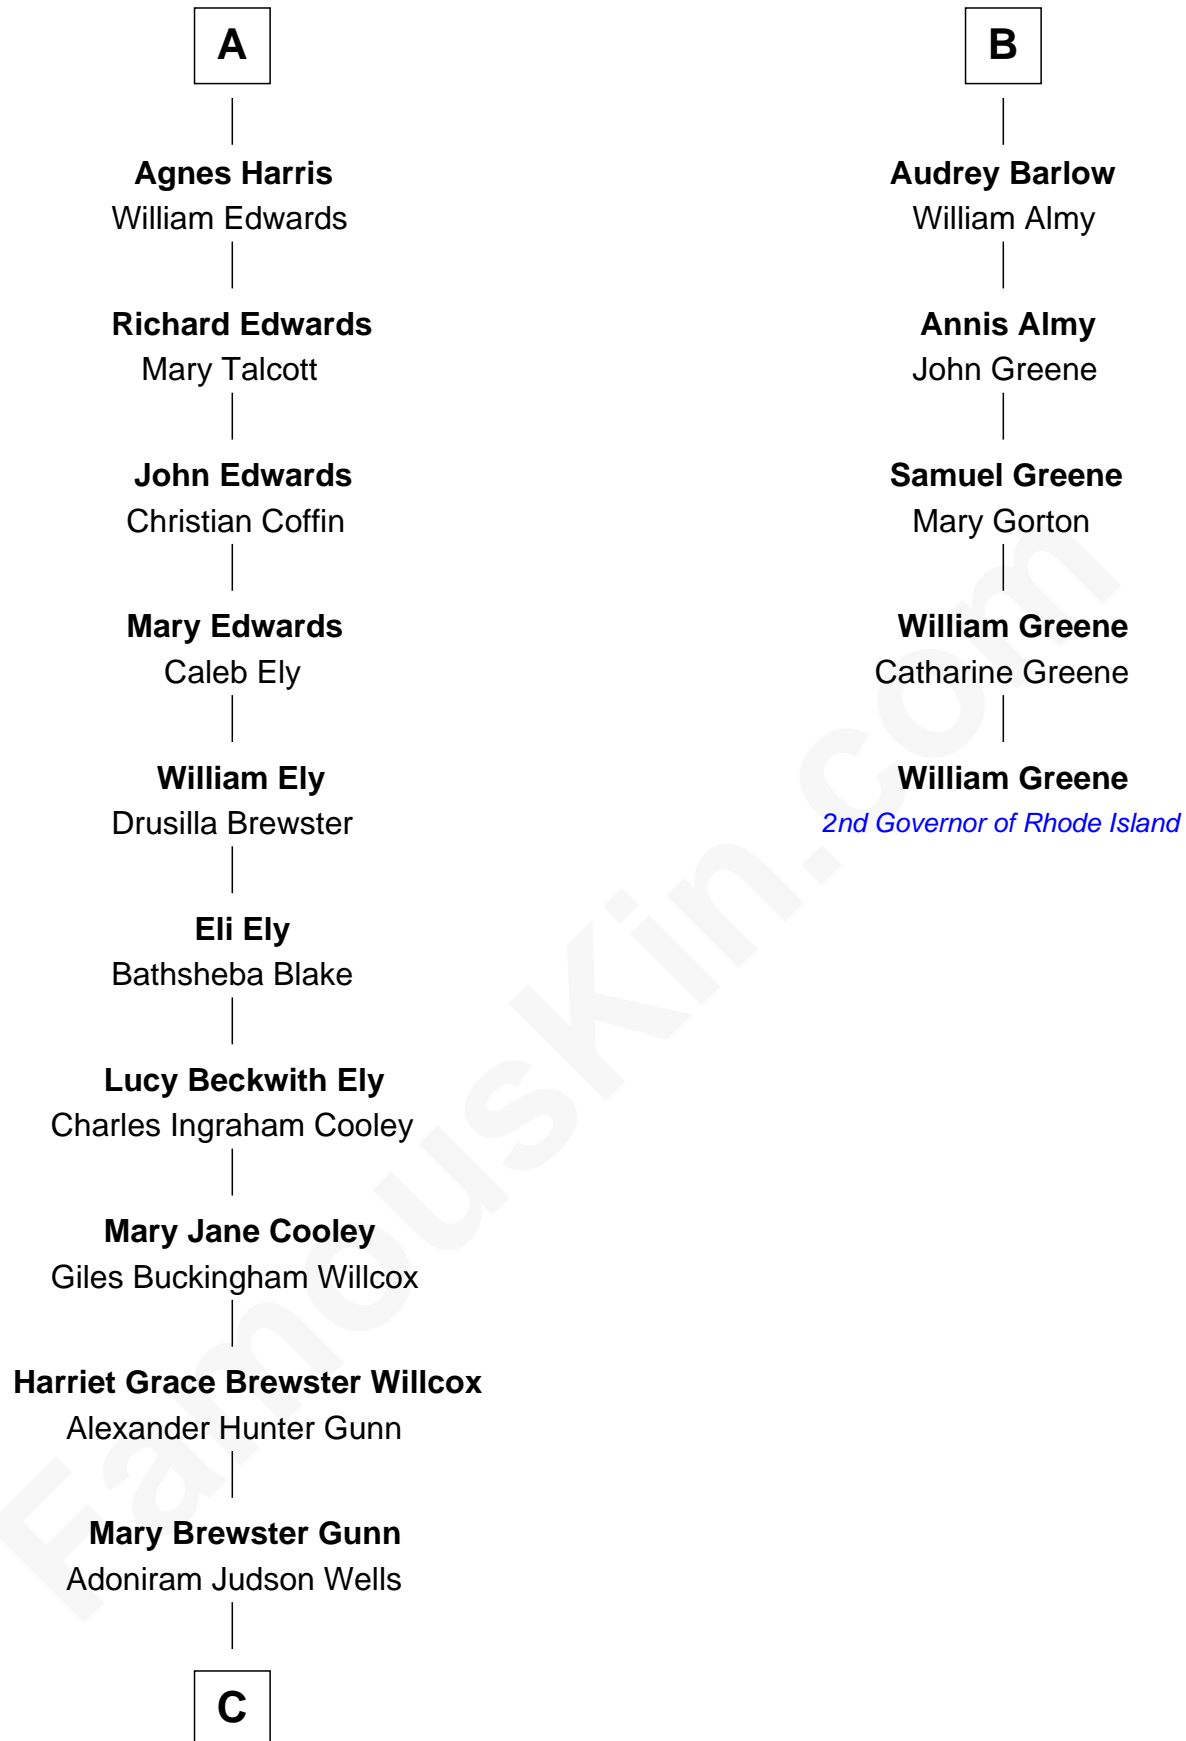 A
Agnes Harris
William Edwards
Richard Edwards
Mary Talcott
John Edwards
Christian Coffin
Mary Edwards
Caleb Ely
William Ely
Drusilla Brewster
Eli Ely
Bathsheba Blake
Lucy Beckwith Ely
Charles Ingraham Cooley
Mary Jane Cooley
Giles Buckingham Willcox
Harriet Grace Brewster Willcox
Alexander Hunter Gunn
Mary Brewster Gunn
Adoniram Judson Wells
C
B
Audrey Barlow
William Almy
Annis Almy
John Greene
Samuel Greene
Mary Gorton
William Greene
Catharine Greene
William Greene
2nd Governor of Rhode Island
FamousKin.com